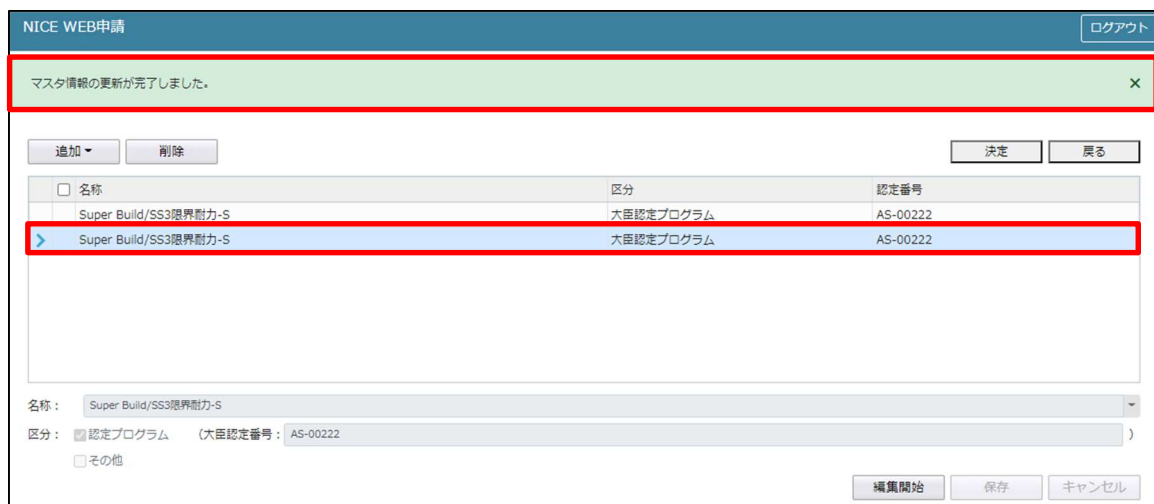 NICE WEB申請 ログアウト
マスタ情報の更新が完了しました。 ×
追加 削除 決定 戻る
名称 区分 認定番号
Super Build/SS3限界耐力-S 大臣認定プログラム AS-00222
Super Build/SS3限界耐力-S 大臣認定プログラム AS-00222
名称： Super Build/SS3限界耐力-S
区分： 認定プログラム （大臣認定番号： AS-00222 ）
その他
編集開始 保存 キャンセル